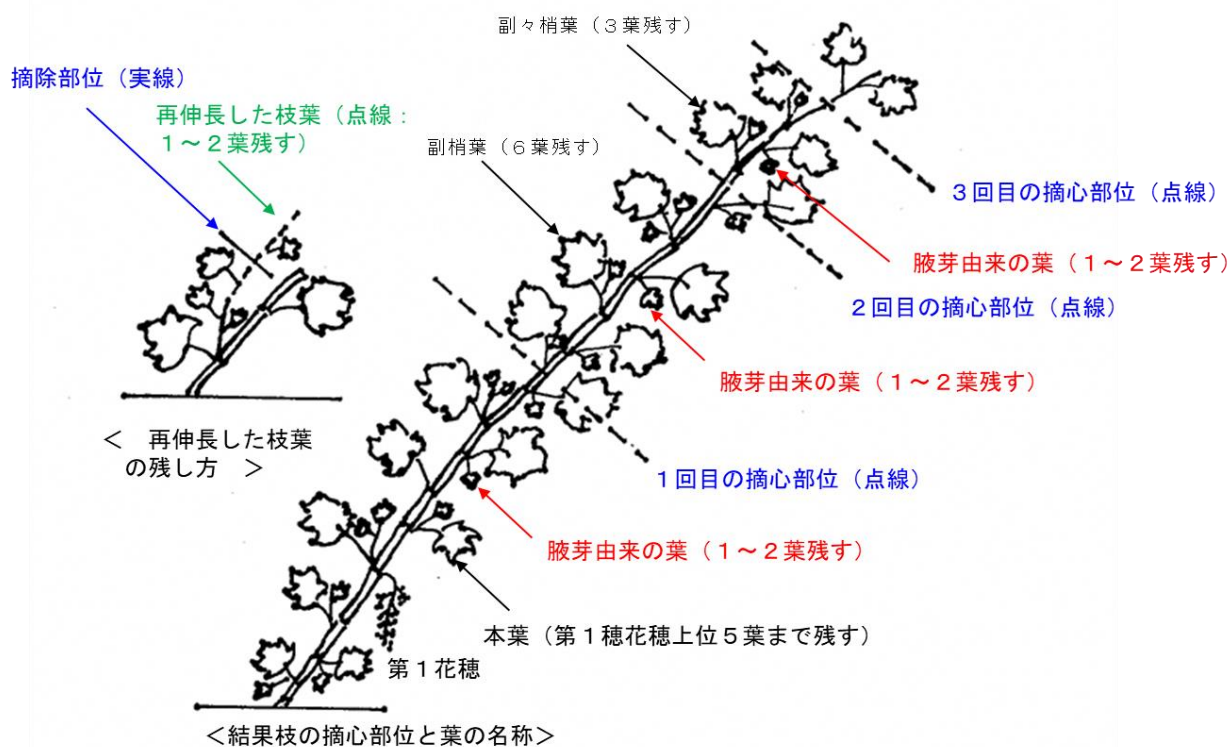 副々梢葉（３葉残す）
摘除部位（実線）
再伸長した枝葉（点線：
１～２葉残す）
副梢葉（６葉残す）
３回目の摘心部位（点線）
腋芽由来の葉（１～２葉残す）
２回目の摘心部位（点線）
腋芽由来の葉（１～２葉残す）
＜　再伸長した枝葉
の残し方　＞
１回目の摘心部位（点線）
腋芽由来の葉（１～２葉残す）
本葉（第１穂花穂上位５葉まで残す）
第１花穂
＜結果枝の摘心部位と葉の名称＞